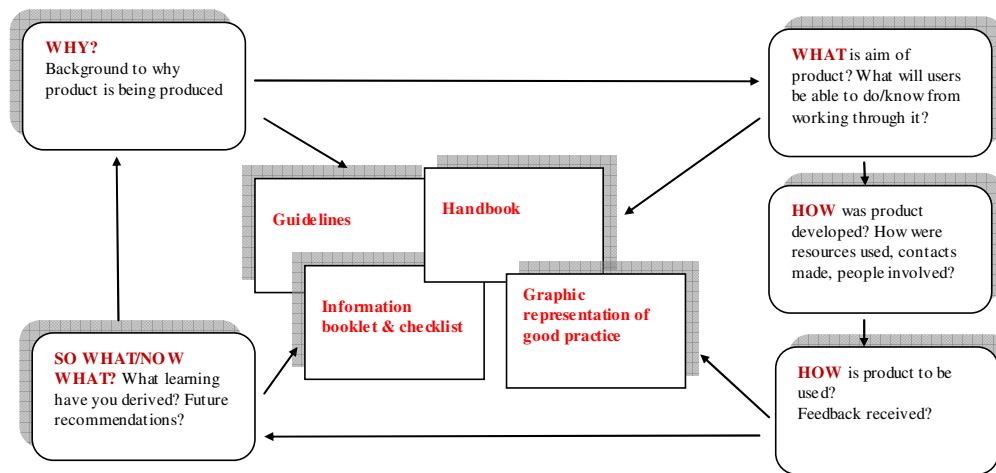 WHY?
Background to why
product is being produced
WHAT is aim of
product? What will users
be able to do/know from
working through it?
Guidelines
Handbook
HOW was product
developed? How were
resources used, contacts
made, people involved?
Information
booklet & checklist
Graphic
representation of
good practice
SO WHAT/NOW
WHAT? What learning
have you derived? Future
recommendations?
HOW is product to be
used?
Feedback received?